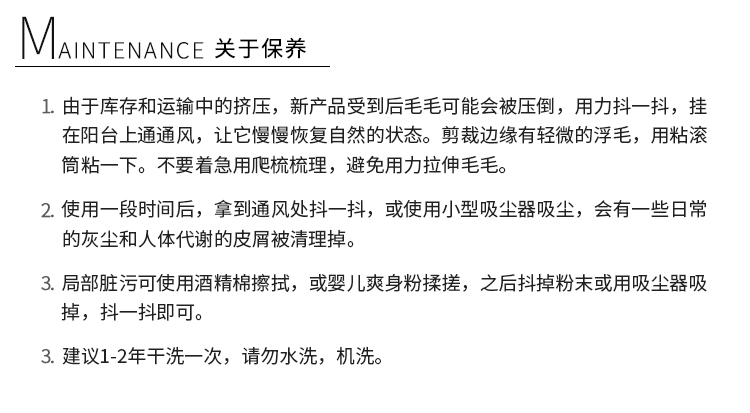 MAINTENANCE 关于保养
1. 由于库存和运输中的挤压，新产品受到后毛毛可能会被压倒，用力抖一抖，挂
在阳台上通通风，让它慢慢恢复自然的状态。剪裁边缘有轻微的浮毛，用粘滚
筒粘一下。不要着急用爬梳梳理，避免用力拉伸毛毛。
2. 使用一段时间后，拿到通风处抖一抖，或使用小型吸尘器吸尘，会有一些日常
的灰尘和人体代谢的皮屑被清理掉。
3. 局部脏污可使用酒精棉擦拭，或婴儿爽身粉揉搓，之后抖掉粉末或用吸尘器吸
掉，抖一抖即可。
3. 建议1-2年干洗一次，请勿水洗，机洗。